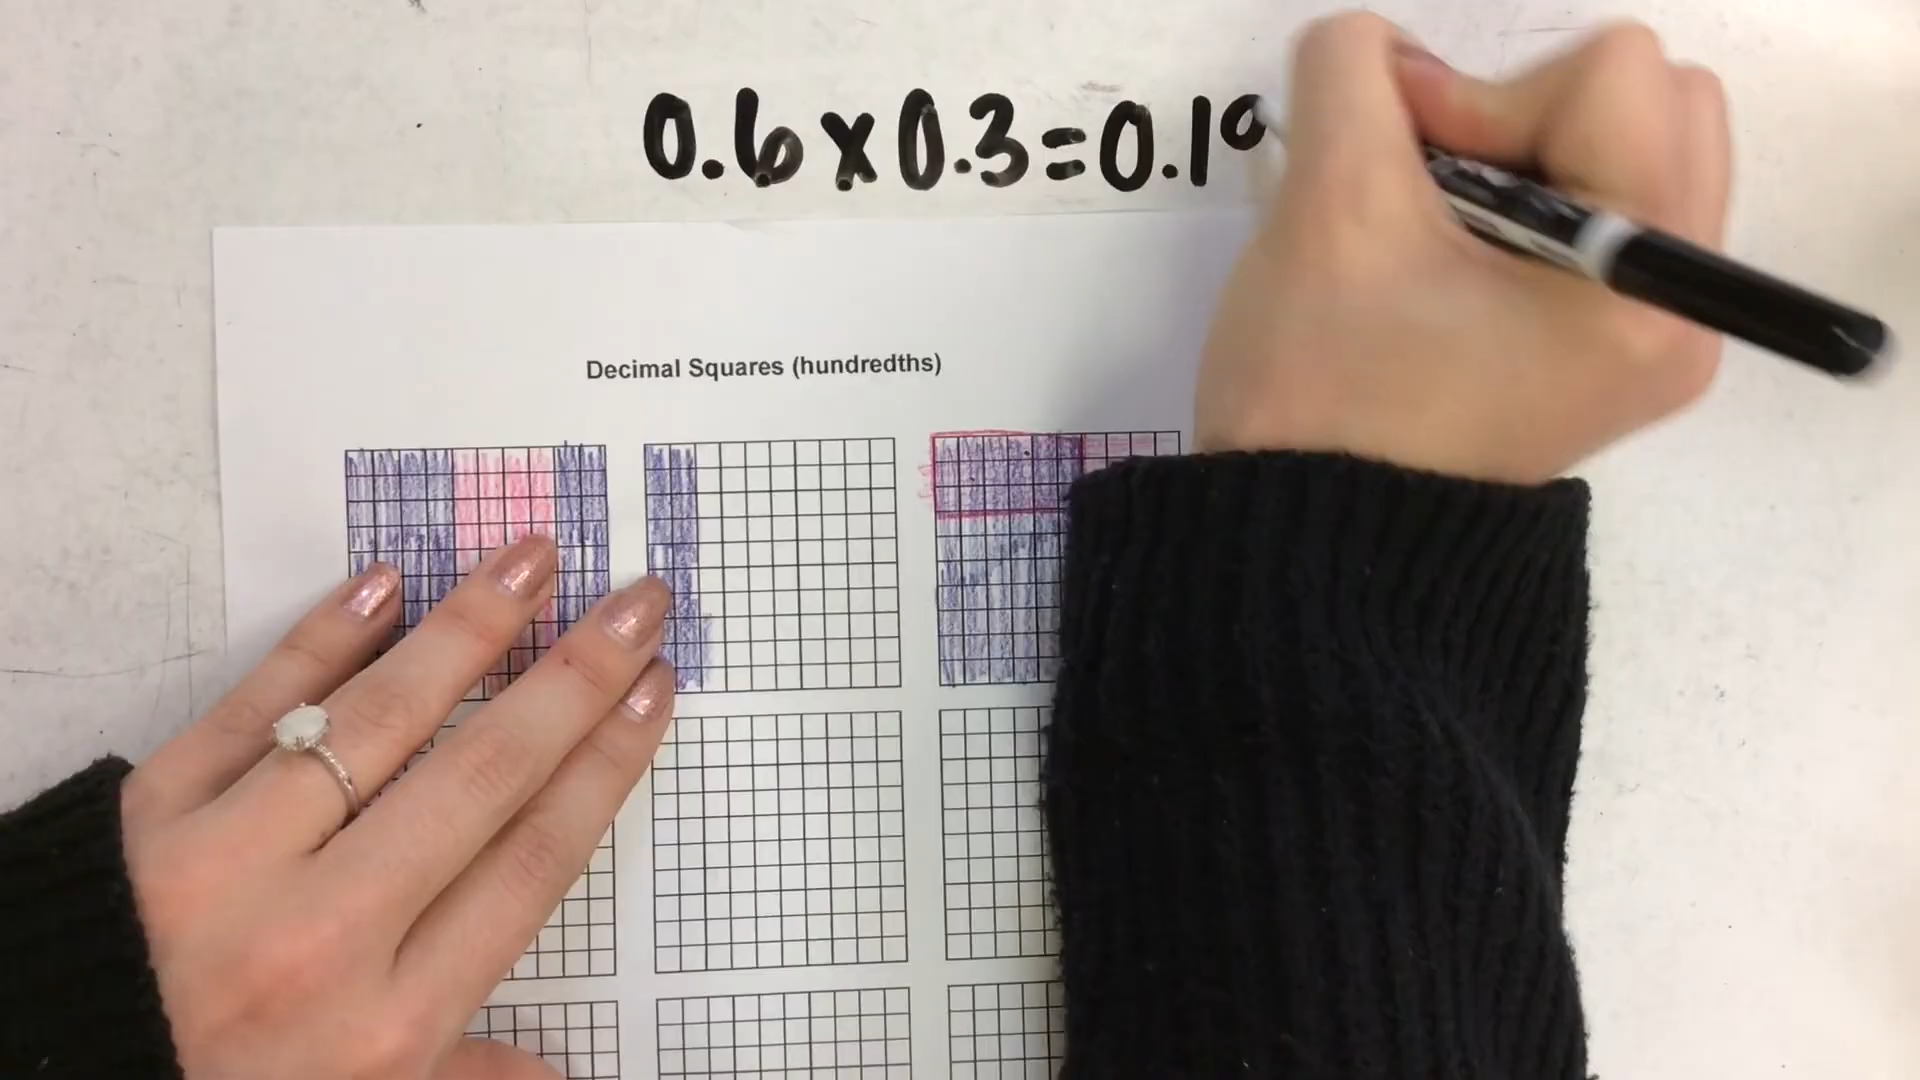 0.6 x 0.3 = 0.1
Decimal Squares (hundredths)